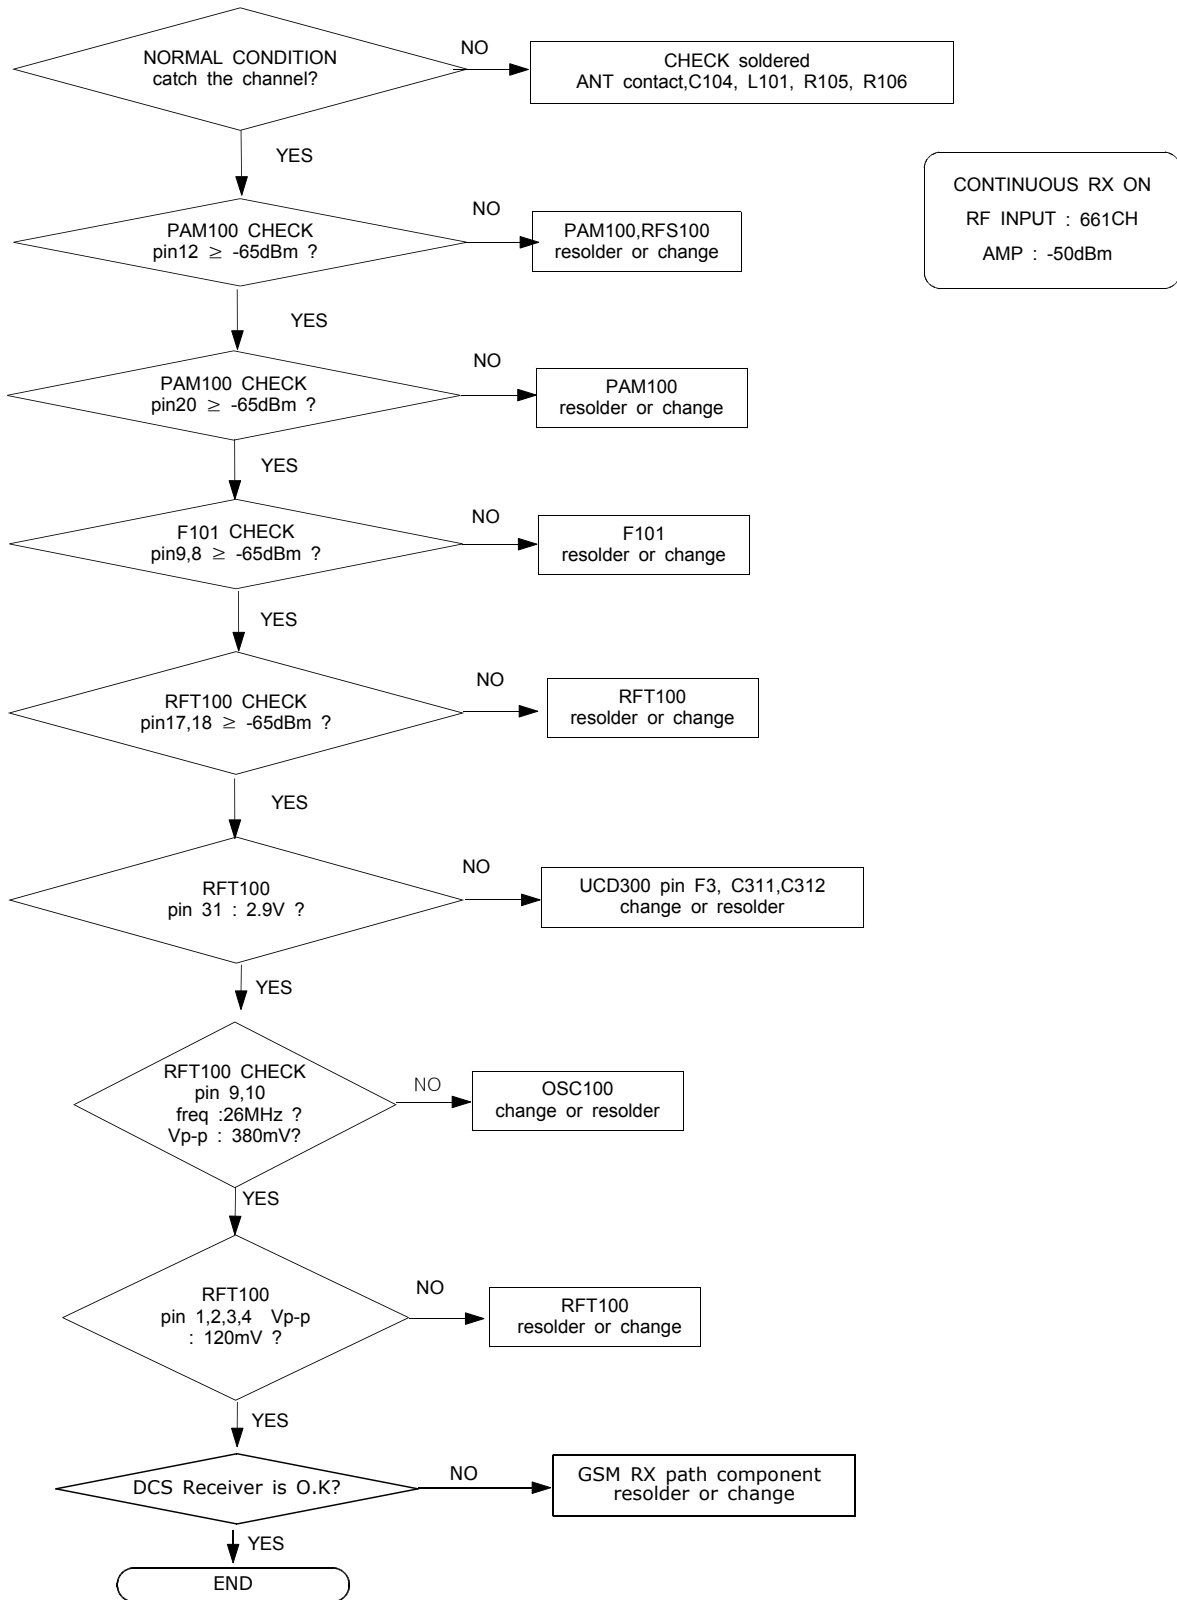 NORMAL CONDITION
catch the channel?
NO
CHECK soldered
ANT contact,C104, L101, R105, R106
YES
CONTINUOUS RX ON
RF INPUT : 661CH
AMP : -50dBm
PAM100 CHECK
pin12 ≥ -65dBm ?
NO
PAM100,RFS100
resolder or change
YES
PAM100 CHECK
pin20 ≥ -65dBm ?
NO
PAM100
resolder or change
YES
F101 CHECK
pin9,8 ≥ -65dBm ?
NO
F101
resolder or change
YES
RFT100 CHECK
pin17,18 ≥ -65dBm ?
NO
RFT100
resolder or change
YES
RFT100
pin 31 : 2.9V ?
NO
UCD300 pin F3, C311,C312
change or resolder
YES
RFT100 CHECK
pin 9,10
freq :26MHz ?
Vp-p : 380mV?
NO
OSC100
change or resolder
YES
RFT100
pin 1,2,3,4 Vp-p
: 120mV ?
NO
RFT100
resolder or change
YES
DCS Receiver is O.K?
NO
GSM RX path component
resolder or change
YES
END